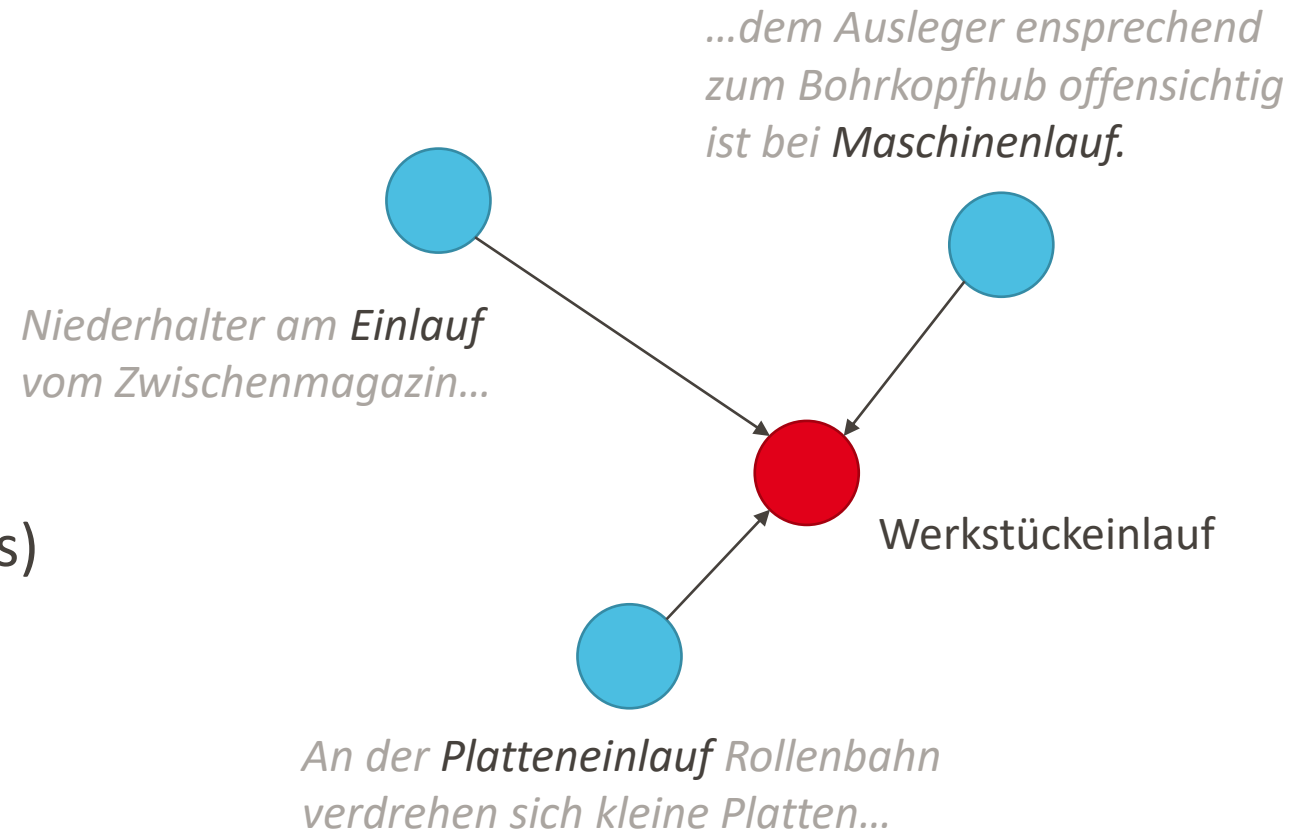 …dem Ausleger ensprechend
zum Bohrkopfhub offensichtig
ist bei Maschinenlauf.
Niederhalter am Einlauf
vom Zwischenmagazin…
s)
Werkstückeinlauf
An der Platteneinlauf Rollenbahn
verdrehen sich kleine Platten…